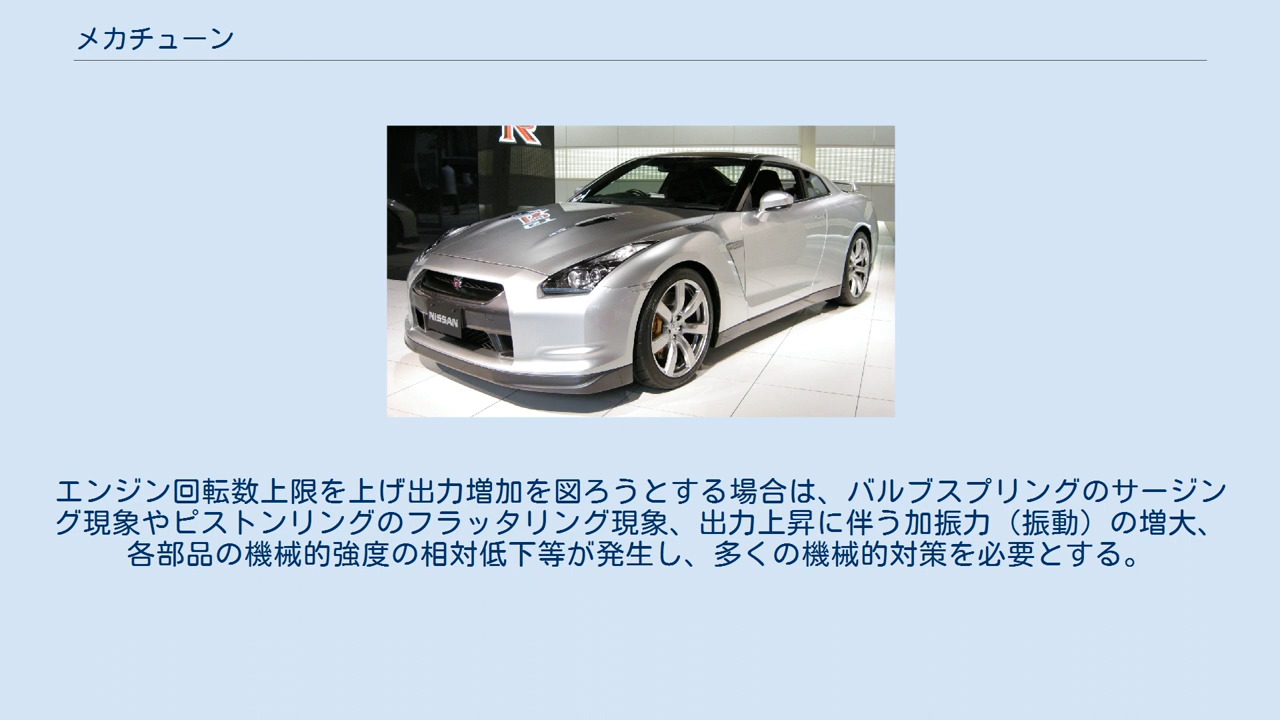 メカチューン
R
NISSAN
エンジン回転数上限を上げ出力増加を図ろうとする場合は、バルブスプリングのサージン
グ現象やピストンリングのフラッタリング現象、出力上昇に伴う加振力（振動）の増大、
各部品の機械的強度の相対低下等が発生し、多くの機械的対策を必要とする。